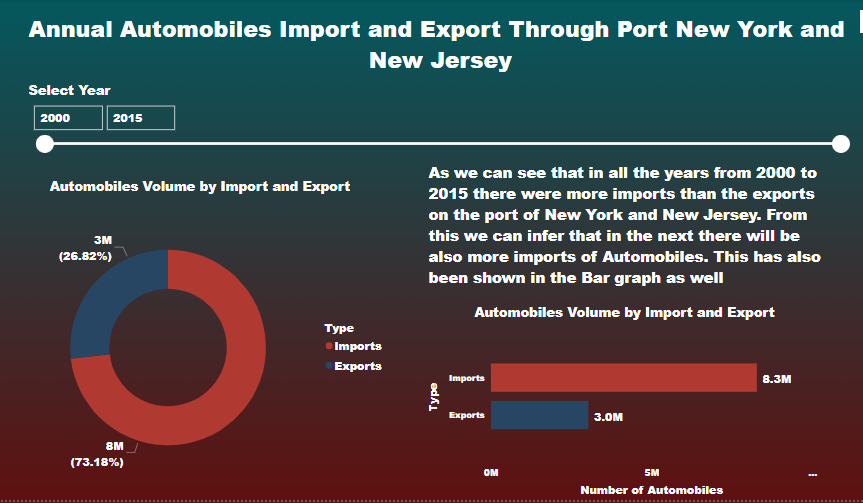 Annual Automobiles Import and Export Through Port New York and
New Jersey
Select Year
2000
2015
Automobiles Volume by Import and Export
3M
(26.82%)
8M
(73.18%)
Type
Imports
Exports
As we can see that in all the years from 2000 to
2015 there were more imports than the exports
on the port of New York and New Jersey. From
this we can infer that in the next there will be
also more imports of Automobiles. This has also
been shown in the Bar graph as well
Automobiles Volume by Import and Export
Type
Imports
8.3M
Exports
3.0M
0M
5M
...
Number of Automobiles